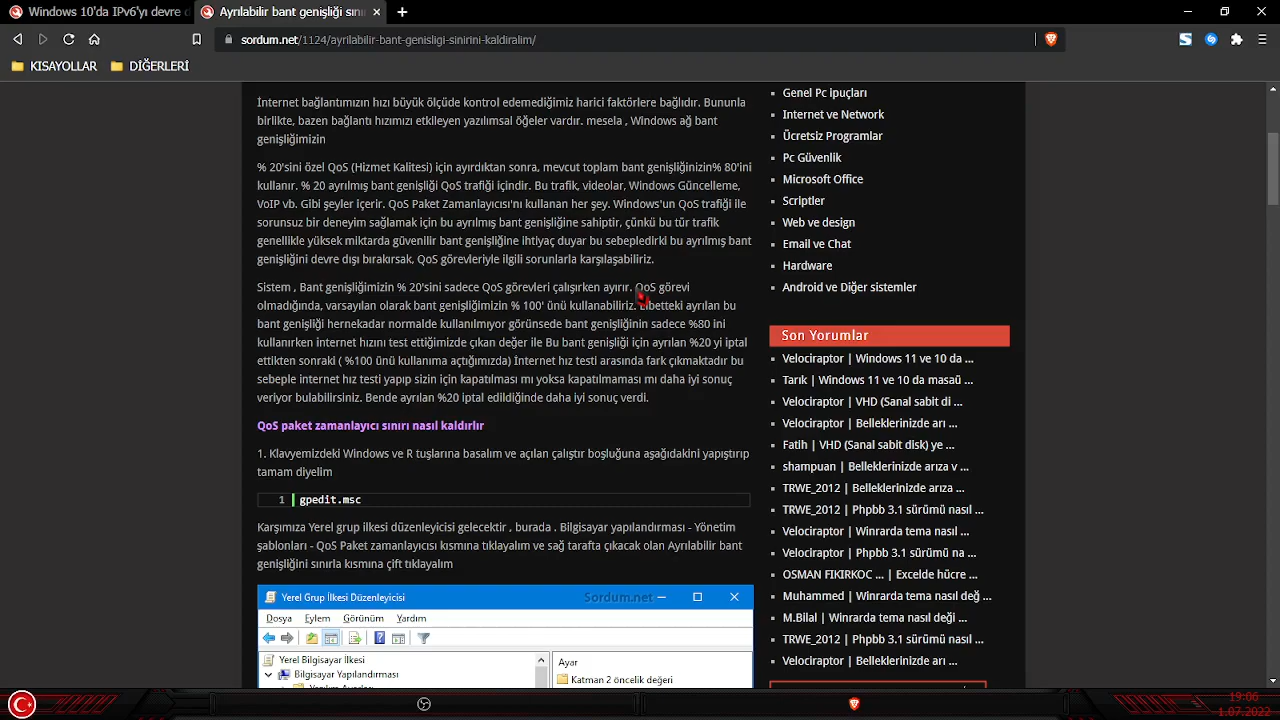 Windows 10'da IPv6'yı devre d
Ayrılabilir bant genişliği sını
sordum.net/1124/ayrilabilir-bant-genisligi-sinirini-kaldiralim/
KISAYOLLAR
DİĞERLERİ
İnternet bağlantımızın hızı büyük ölçüde kontrol edemediğimiz harici faktörlere bağlıdır. Bununla
birlikte, bazen bağlantı hızımızı etkileyen yazılımsal öğeler vardır. mesela , Windows ağ bant
genişliğimizin
% 20'sini özel QoS (Hizmet Kalitesi) için ayırdıktan sonra, mevcut toplam bant genişliğinizin% 80'ini
kullanır. % 20 ayrılmış bant genişliği QoS trafiği içindir. Bu trafik, videolar, Windows Güncelleme,
VoIP vb. Gibi şeyler içerir. QoS Paket Zamanlayıcısı'nı kullanan her şey. Windows'un QoS trafiği ile
sorunsuz bir deneyim sağlamak için bu ayrılmış bant genişliğine sahiptir, çünkü bu tür trafik
genellikle yüksek miktarda güvenilir bant genişliğine ihtiyaç duyar bu sebepledirki bu ayrılmış bant
genişliğini devre dışı bırakırsak, QoS görevleriyle ilgili sorunlarla karşılaşabiliriz.
Sistem , Bant genişliğimizin % 20'sini sadece QoS görevleri çalışırken ayırır. QoS görevi
olmadığında, varsayılan olarak bant genişliğimizin % 100' ünü kullanabiliriz. Elbetteki ayrılan bu
bant genişliği hernekadar normalde kullanılmıyor görünsede bant genişliğinin sadece %80 ini
kullanırken internet hızını test ettiğimizde çıkan değer ile Bu bant genişliği için ayrılan %20 yi iptal
ettikten sonraki ( %100 ünü kullanıma açtığımızda) İnternet hız testi arasında fark çıkmaktadır bu
sebeple internet hız testi yapıp sizin için kapatılması mı yoksa kapatılmaması mı daha iyi sonuç
veriyor bulabilirsiniz. Bende ayrılan %20 iptal edildiğinde daha iyi sonuç verdi.
QoS paket zamanlayıcı sınırı nasıl kaldırlır
1. Klavyemizdeki Windows ve R tuşlarına basalım ve açılan çalıştır boşluğuna aşağıdakini yapıştırıp
tamam diyelim
1 gpedit.msc
Karşımıza Yerel grup ilkesi düzenleyicisi gelecektir , burada . Bilgisayar yapılandırması - Yönetim
şablonları - QoS Paket zamanlayıcısı kısmına tıklayalım ve sağ tarafta çıkacak olan Ayrılabilir bant
genişliğini sınırla kısmına çift tıklayalım
Yerel Grup İlkesi Düzenleyicisi
Sordum.net
Dosya Eylem Görünüm Yardım
Yerel Bilgisayar İlkesi
Bilgisayar Yapılandırması
Yazılım Ayarları
Ayar
Katman 2 öncelik değeri
Genel Pc ipuçları
Internet ve Network
Ücretsiz Programlar
Pc Güvenlik
Microsoft Office
Scriptler
Web ve design
Email ve Chat
Hardware
Android ve Diğer sistemler
Son Yorumlar
Velociraptor | Windows 11 ve 10 da ...
Tarık | Windows 11 ve 10 da masaü ...
Velociraptor | VHD (Sanal sabit di ...
Velociraptor | Belleklerinizde arı ...
Fatih | VHD (Sanal sabit disk) ye ...
shampuan | Belleklerinizde arıza v ...
TRWE_2012 | Belleklerinizde arıza ...
TRWE_2012 | Phpbb 3.1 sürümü nasıl ...
Velociraptor | Winrarda tema nasıl ...
Velociraptor | Phpbb 3.1 sürümü na ...
OSMAN FIKIRKOC ... | Excelde hücre ...
Muhammed | Winrarda tema nasıl değ ...
M.Bilal | Winrarda tema nasıl deği ...
TRWE_2012 | Phpbb 3.1 sürümü nasıl ...
Velociraptor | Belleklerinizde arı ...
19:06
1.07.2022